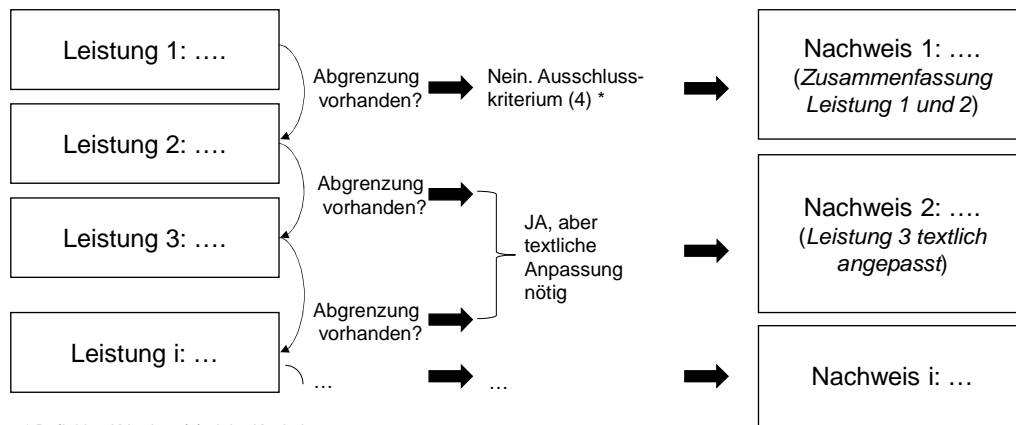 Leistung 1: ….
Abgrenzung
vorhanden?
Nein. Ausschluss-
kriterium (4) *
Nachweis 1: ….
(Zusammenfassung
Leistung 1 und 2)
Leistung 2: ….
Abgrenzung
vorhanden?
JA, aber
textliche
Anpassung
nötig
Nachweis 2: ….
(Leistung 3 textlich
angepasst)
Leistung 3: ….
Abgrenzung
vorhanden?
Leistung i: …
…
…
Nachweis i: …